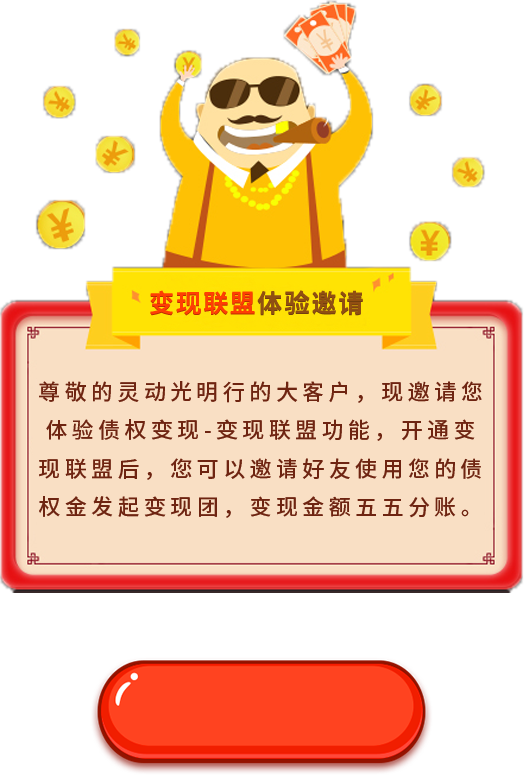 邀
变现联盟体验邀请
尊敬的灵动光明行的大客户，现邀请您
体验债权变现-变现联盟功能，开通变
现联盟后，您可以邀请好友使用您的债
权金发起变现团，变现金额五五分账。